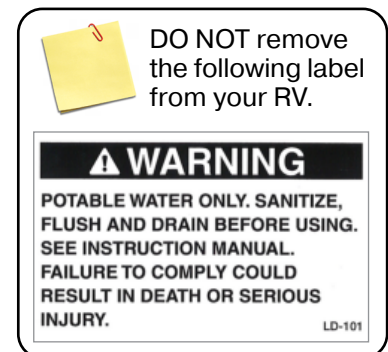 DO NOT remove
the following label
from your RV.
WARNING
POTABLE WATER ONLY. SANITIZE,
FLUSH AND DRAIN BEFORE USING.
SEE INSTRUCTION MANUAL.
FAILURE TO COMPLY COULD
RESULT IN DEATH OR SERIOUS
INJURY.
LD-101